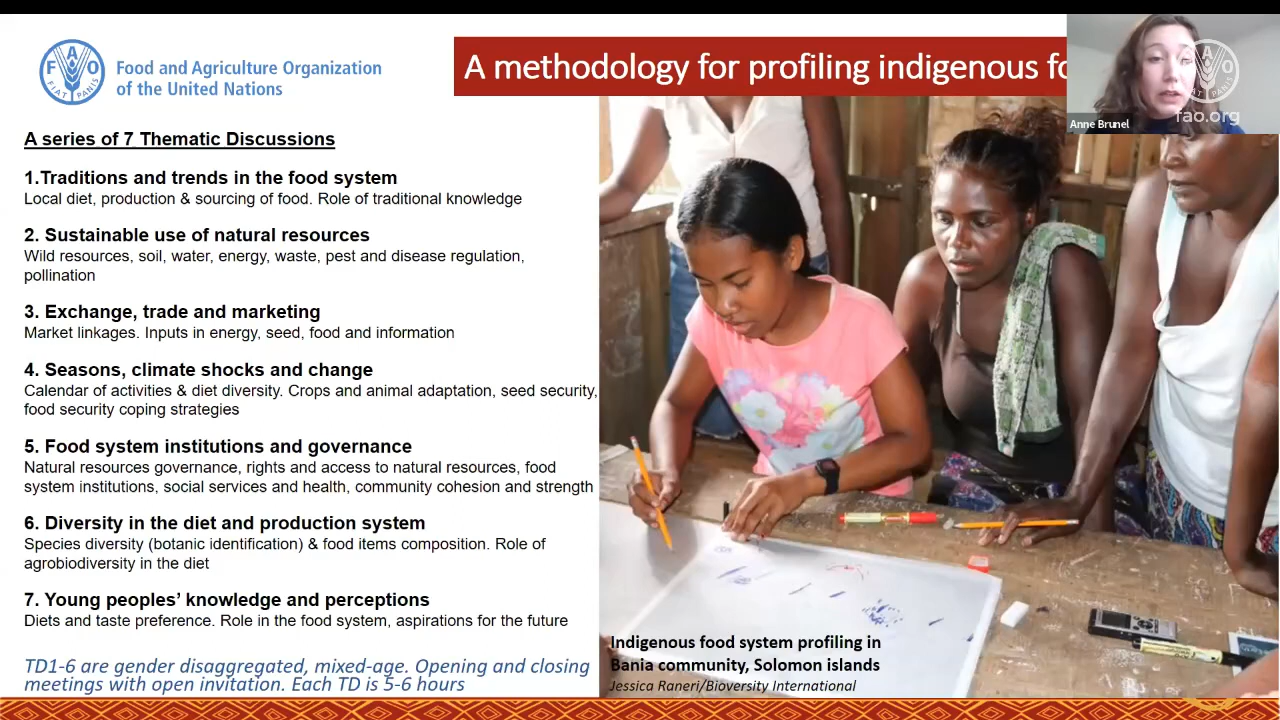 Food and Agriculture Organization
of the United Nations
A methodology for profiling indigenous
fao.org
Anne Brunel
A series of 7 Thematic Discussions
1.Traditions and trends in the food system
Local diet, production & sourcing of food. Role of traditional knowledge
2. Sustainable use of natural resources
Wild resources, soil, water, energy, waste, pest and disease regulation,
pollination
3. Exchange, trade and marketing
Market linkages. Inputs in energy, seed, food and information
4. Seasons, climate shocks and change
Calendar of activities & diet diversity. Crops and animal adaptation, seed security,
food security coping strategies
5. Food system institutions and governance
Natural resources governance, rights and access to natural resources, food
system institutions, social services and health, community cohesion and strength
6. Diversity in the diet and production system
Species diversity (botanic identification) & food items composition. Role of
agrobiodiversity in the diet
7. Young peoples’ knowledge and perceptions
Diets and taste preference. Role in the food system, aspirations for the future
TD1-6 are gender disaggregated, mixed-age. Opening and closing
meetings with open invitation. Each TD is 5-6 hours
Indigenous food system profiling in
Bania community, Solomon islands
Jessica Raneri/Bioversity International